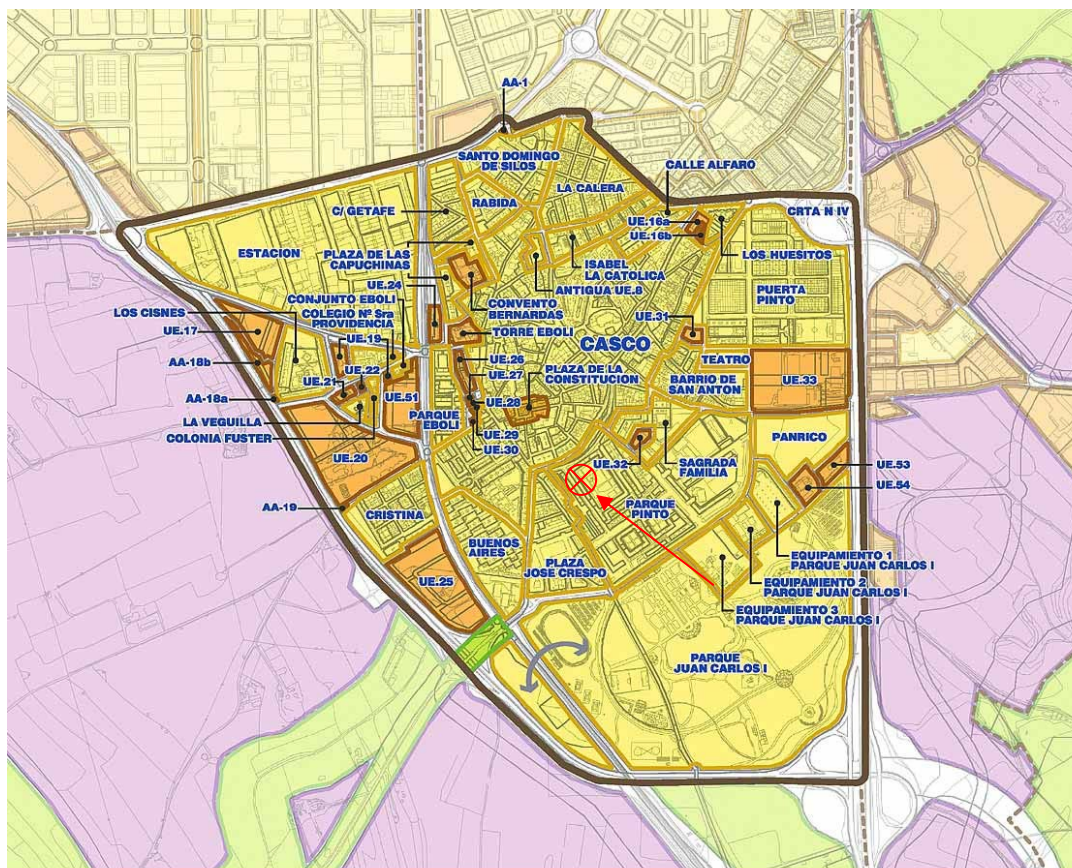 AA-1
SANTO DOMINGO
DE SILOS
LA CALERA
CALLE ALFARO
RABIDA
C/ GETAFE
UE.16a
UE.16b
CRTA N IV
ESTACION
PLAZA DE LAS
CAPUCHINAS
UE.24
ISABEL
LA CATOLICA
LOS HUESITOS
ANTIGUA UE.8
PUERTA
PINTO
CONJUNTO EBOLI
COLEGIO Nª Sra
PROVIDENCIA
CONVENTO
BERNARDAS
LOS CISNES
UE.17
UE.19
TORRE EBOLI
UE.31
CASCO
AA-18b
UE.22
UE.21
UE.26
UE.27
PLAZA DE LA
CONSTITUCION
TEATRO
BARRIO DE
SAN ANTON
UE.33
AA-18a
UE.51
UE.28
LA VEGUILLA
COLONIA FUSTER
PARQUE
EBOLI
UE.29
UE.30
UE.20
UE.32
SAGRADA
FAMILIA
PANRICO
UE.53
UE.54
AA-19
CRISTINA
PARQUE
PINTO
BUENOS
AIRES
PLAZA
JOSE CRESPO
EQUIPAMIENTO 1
PARQUE JUAN CARLOS I
EQUIPAMIENTO 2
PARQUE JUAN CARLOS I
EQUIPAMIENTO 3
PARQUE JUAN CARLOS I
UE.25
PARQUE
JUAN CARLOS I